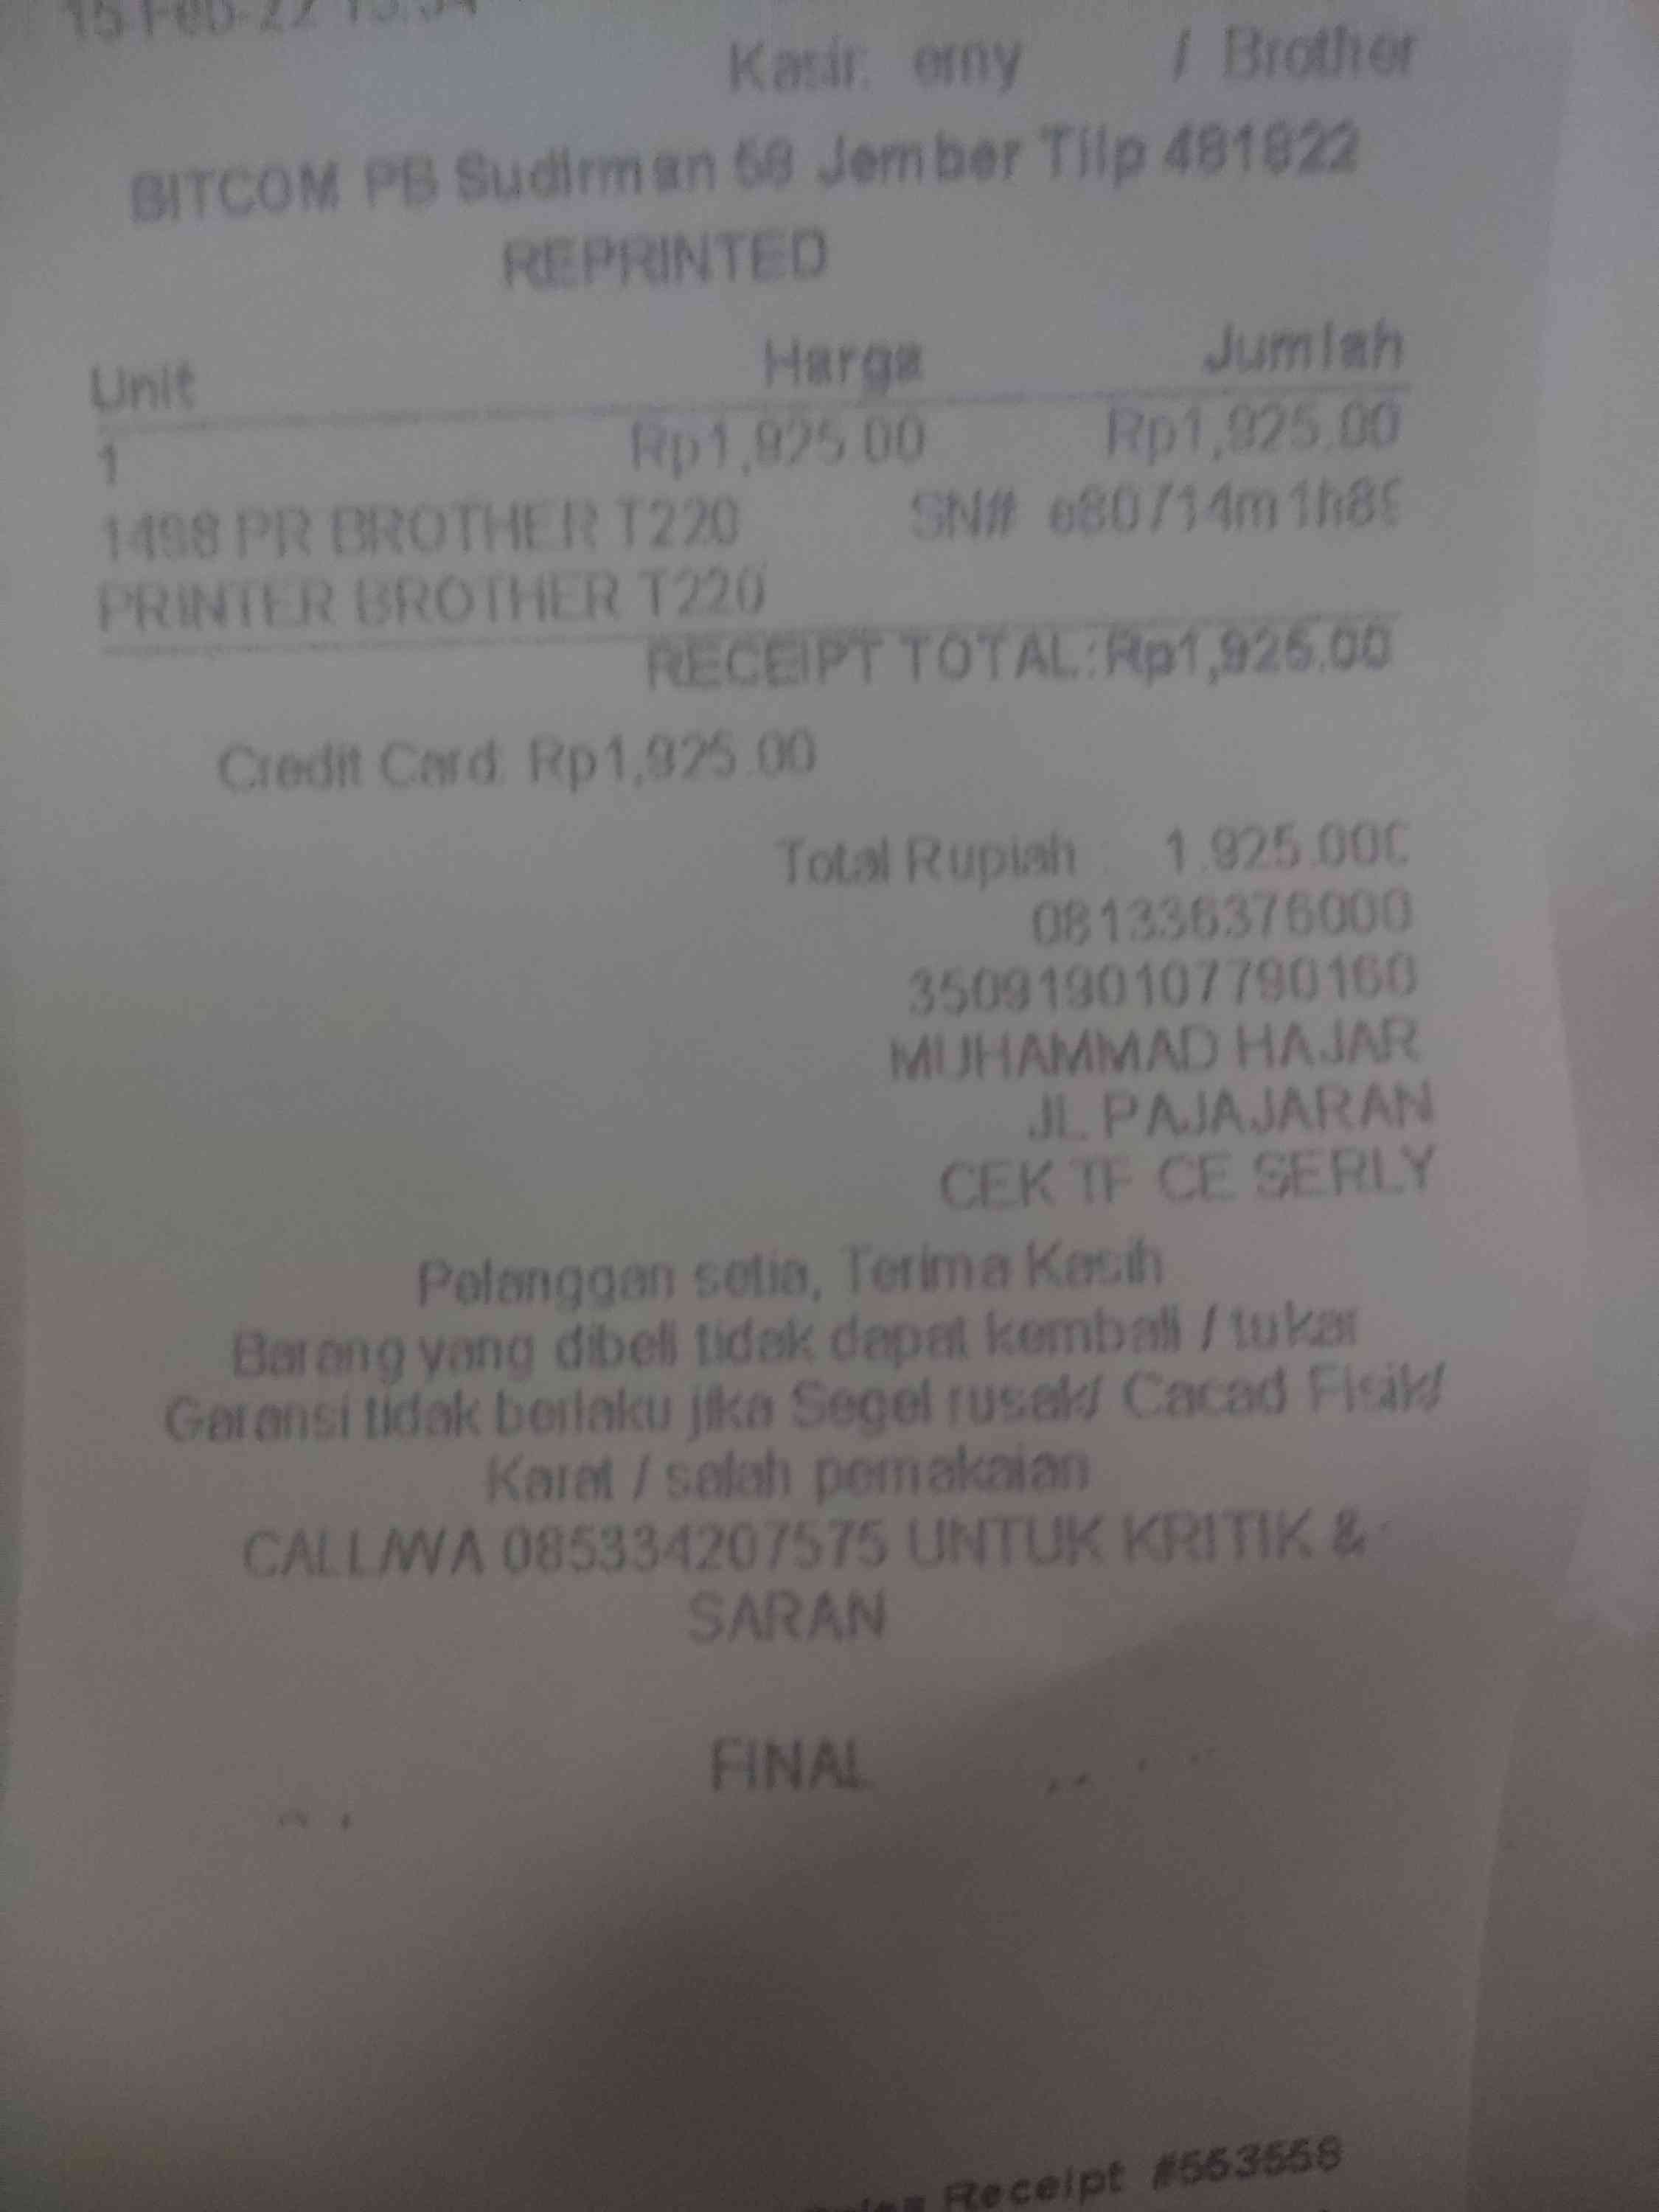 Kasir: erny / Brother
BITCOM PB Sudirman 58 Jember Tilp 481822
REPRINTED
Unit Harga Jumlah
1 Rp1,925.00 Rp1,925.00
1498 PR BROTHER T220 SN#
PRINTER BROTHER T220
RECEIPT TOTAL: Rp1,925.00
Credit Card: Rp1,925.00
Total Rupiah 1.925.000
081336376000
3509190107790160
MUHAMMAD HAJAR
JL PAJAJARAN
CEK TF CE SERLY
Pelanggan setia, Terima Kasih
Barang yang dibeli tidak dapat kembali / tukar
Garansi tidak berlaku jika Segel rusak/ Cacad Fisik/
Karat / salah pemakaian
CALL/WA 085334207575 UNTUK KRITIK &
SARAN
FINAL
Receipt #553558